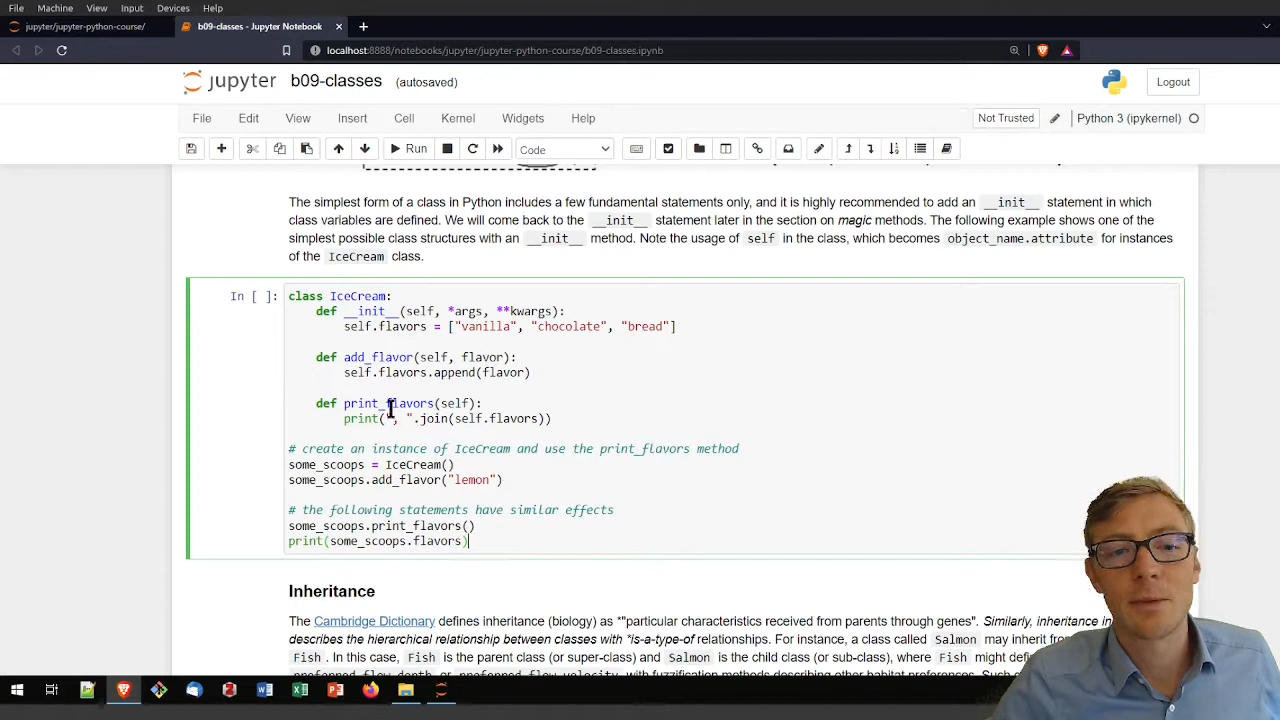 File Machine View Input Devices Help
jupyter/jupyter-python-course/ b09-classes - Jupyter Notebook
localhost:8888/notebooks/jupyter/jupyter-python-course/b09-classes.ipynb
jupyter b09-classes (autosaved) Logout
File Edit View Insert Cell Kernel Widgets Help Not Trusted Python 3 (ipykernel)
Run Code
The simplest form of a class in Python includes a few fundamental statements only, and it is highly recommended to add an __init__ statement in which
class variables are defined. We will come back to the __init__ statement later in the section on magic methods. The following example shows one of the
simplest possible class structures with an __init__ method. Note the usage of self in the class, which becomes object_name.attribute for instances
of the IceCream class.
In [ ]: class IceCream:
def __init__(self, *args, **kwargs):
self.flavors = ["vanilla", "chocolate", "bread"]
def add_flavor(self, flavor):
self.flavors.append(flavor)
def print_flavors(self):
print(", ".join(self.flavors))
# create an instance of IceCream and use the print_flavors method
some_scoops = IceCream()
some_scoops.add_flavor("lemon")
# the following statements have similar effects
some_scoops.print_flavors()
print(some_scoops.flavors)
Inheritance
The Cambridge Dictionary defines inheritance (biology) as *"particular characteristics received from parents through genes". Similarly, inheritance in
describes the hierarchical relationship between classes with *is-a-type-of relationships. For instance, a class called Salmon may inherit
Fish . In this case, Fish is the parent class (or super-class) and Salmon is the child class (or sub-class), where Fish might
preferred_flow_depth or preferred_flow_velocity with fuzzification methods describing other habitat preferences.